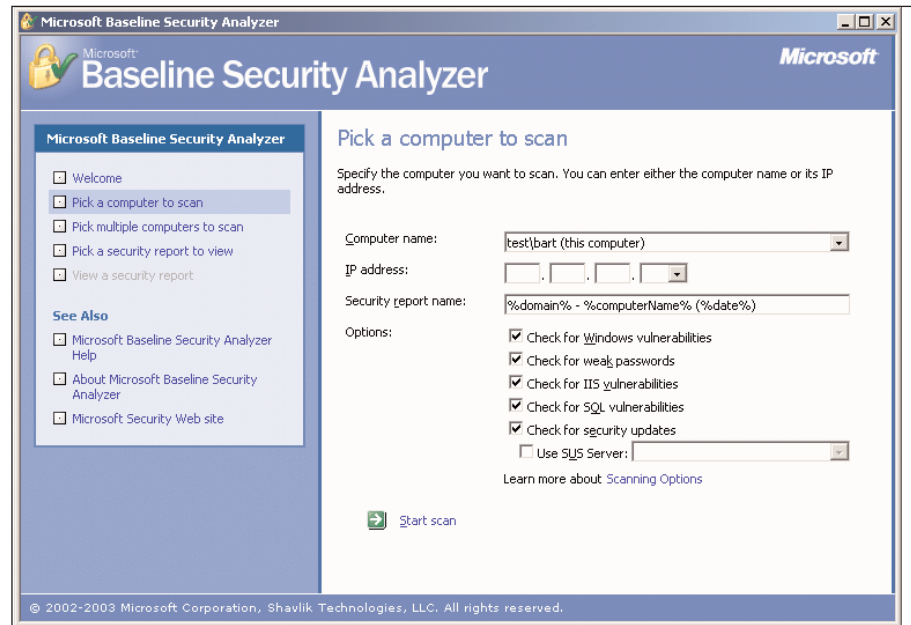 Microsoft Baseline Security Analyzer
Microsoft
Baseline Security Analyzer
Microsoft
Microsoft Baseline Security Analyzer
Welcome
Pick a computer to scan
Pick multiple computers to scan
Pick a security report to view
View a security report
See Also
Microsoft Baseline Security Analyzer
Help
About Microsoft Baseline Security
Analyzer
Microsoft Security Web site
Pick a computer to scan
Specify the computer you want to scan. You can enter either the computer name or its IP
address.
Computer name: test\bart (this computer)
IP address: . . .
Security report name: %domain% - %computerName% (%date%)
Options:
Check for Windows vulnerabilities
Check for weak passwords
Check for IIS vulnerabilities
Check for SQL vulnerabilities
Check for security updates
Use SUS Server:
Learn more about Scanning Options
Start scan
© 2002-2003 Microsoft Corporation, Shavlik Technologies, LLC. All rights reserved.